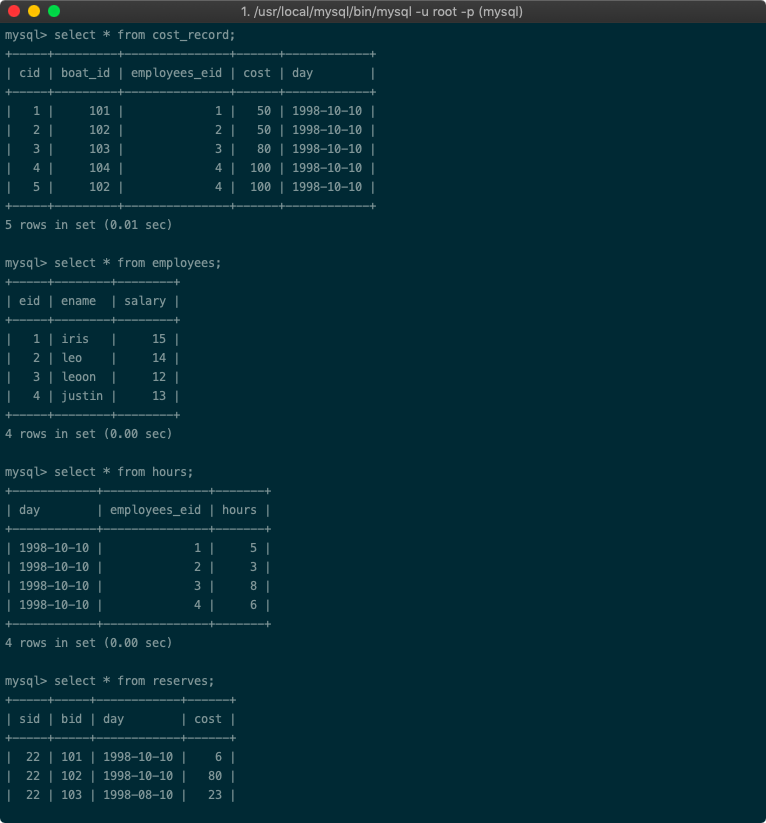 1. /usr/local/mysql/bin/mysql -u root -p (mysql)
mysql> select * from cost_record;
+-----+---------+---------------+------+------------+
| cid | boat_id | employees_eid | cost | day        |
+-----+---------+---------------+------+------------+
|   1 |     101 |             1 |   50 | 1998-10-10 |
|   2 |     102 |             2 |   50 | 1998-10-10 |
|   3 |     103 |             3 |   80 | 1998-10-10 |
|   4 |     104 |             4 |  100 | 1998-10-10 |
|   5 |     102 |             4 |  100 | 1998-10-10 |
+-----+---------+---------------+------+------------+
5 rows in set (0.01 sec)

mysql> select * from employees;
+-----+--------+--------+
| eid | ename  | salary |
+-----+--------+--------+
|   1 | iris   |     15 |
|   2 | leo    |     14 |
|   3 | leoon  |     12 |
|   4 | justin |     13 |
+-----+--------+--------+
4 rows in set (0.00 sec)

mysql> select * from hours;
+------------+---------------+-------+
| day        | employees_eid | hours |
+------------+---------------+-------+
| 1998-10-10 |             1 |     5 |
| 1998-10-10 |             2 |     3 |
| 1998-10-10 |             3 |     8 |
| 1998-10-10 |             4 |     6 |
+------------+---------------+-------+
4 rows in set (0.00 sec)

mysql> select * from reserves;
+-----+-----+------------+------+
| sid | bid | day        | cost |
+-----+-----+------------+------+
|  22 | 101 | 1998-10-10 |    6 |
|  22 | 102 | 1998-10-10 |   80 |
|  22 | 103 | 1998-08-10 |   23 |